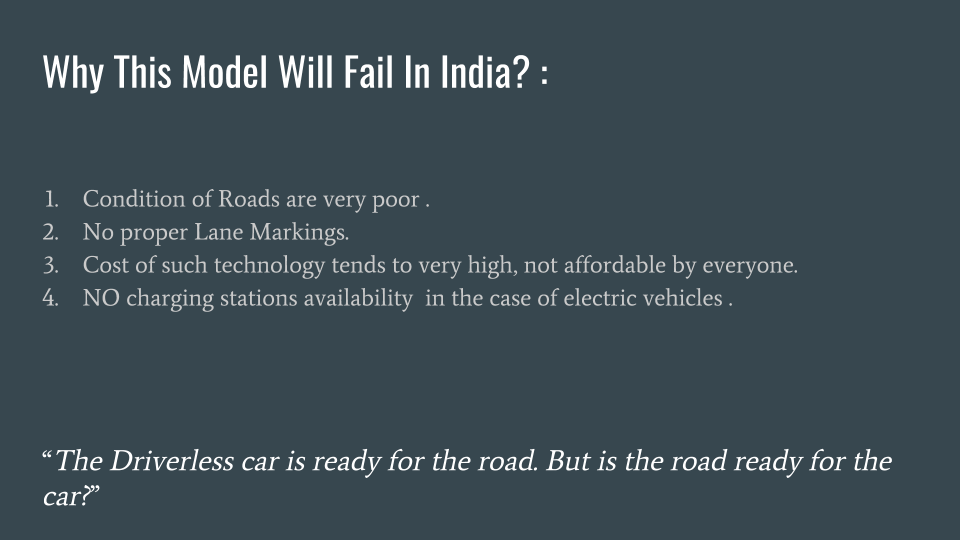 Why This Model Will Fail In India? :
1. Condition of Roads are very poor .
2. No proper Lane Markings.
3. Cost of such technology tends to very high, not affordable by everyone.
4. NO charging stations availability  in the case of electric vehicles .
“The Driverless car is ready for the road. But is the road ready for the
car?”